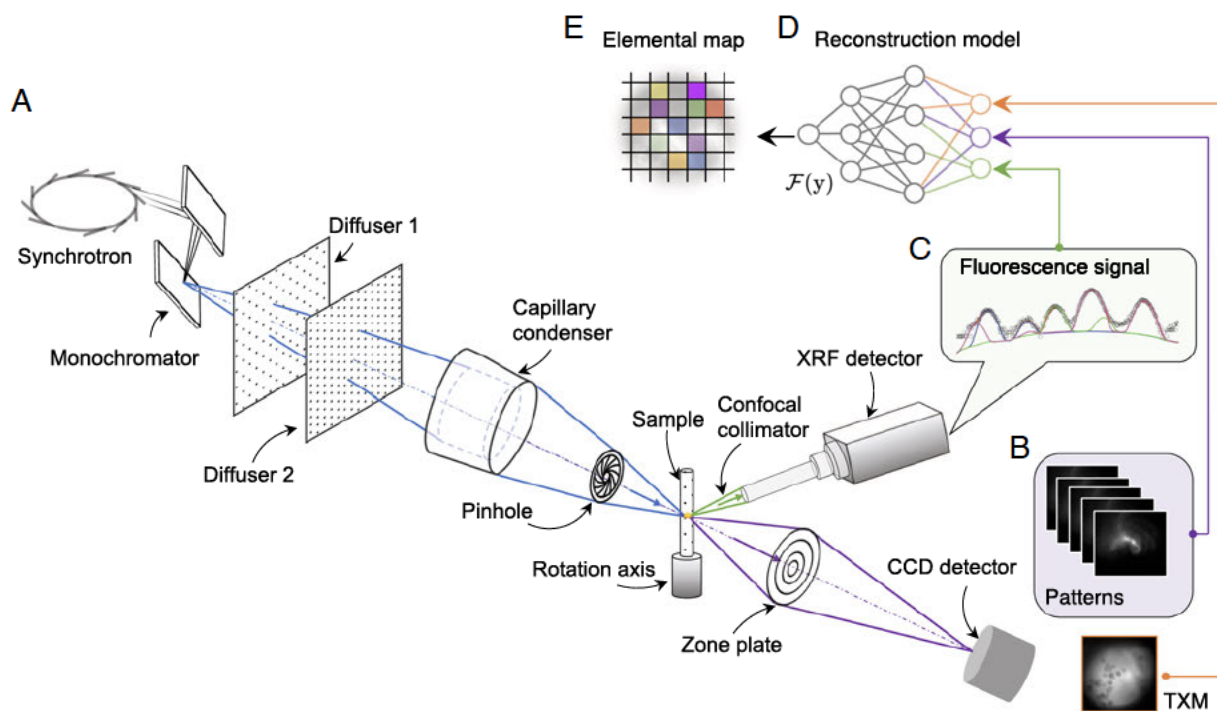 E
D
Elemental map
Reconstruction model
A
F(y)
Synchrotron
Diffuser 1
C
Fluorescence signal
Capillary
condenser
Monochromator
XRF detector
Sample
Confocal
collimator
Diffuser 2
B
Pinhole
Rotation axis
CCD detector
Patterns
Zone plate
TXM